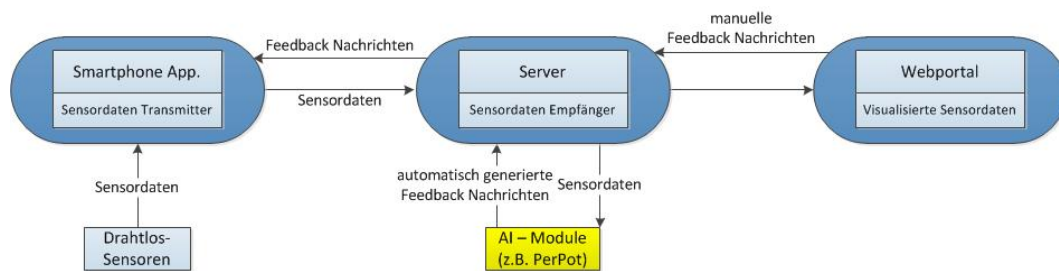 manuelle
Feedback Nachrichten
Feedback Nachrichten
Smartphone App.
Server
Webportal
Sensordaten Transmitter
Sensordaten
Sensordaten Empfänger
Visualisierte Sensordaten
Sensordaten
automatisch generierte
Feedback Nachrichten
Sensordaten
Drahtlos-
Sensoren
AI – Module
(z.B. PerPot)